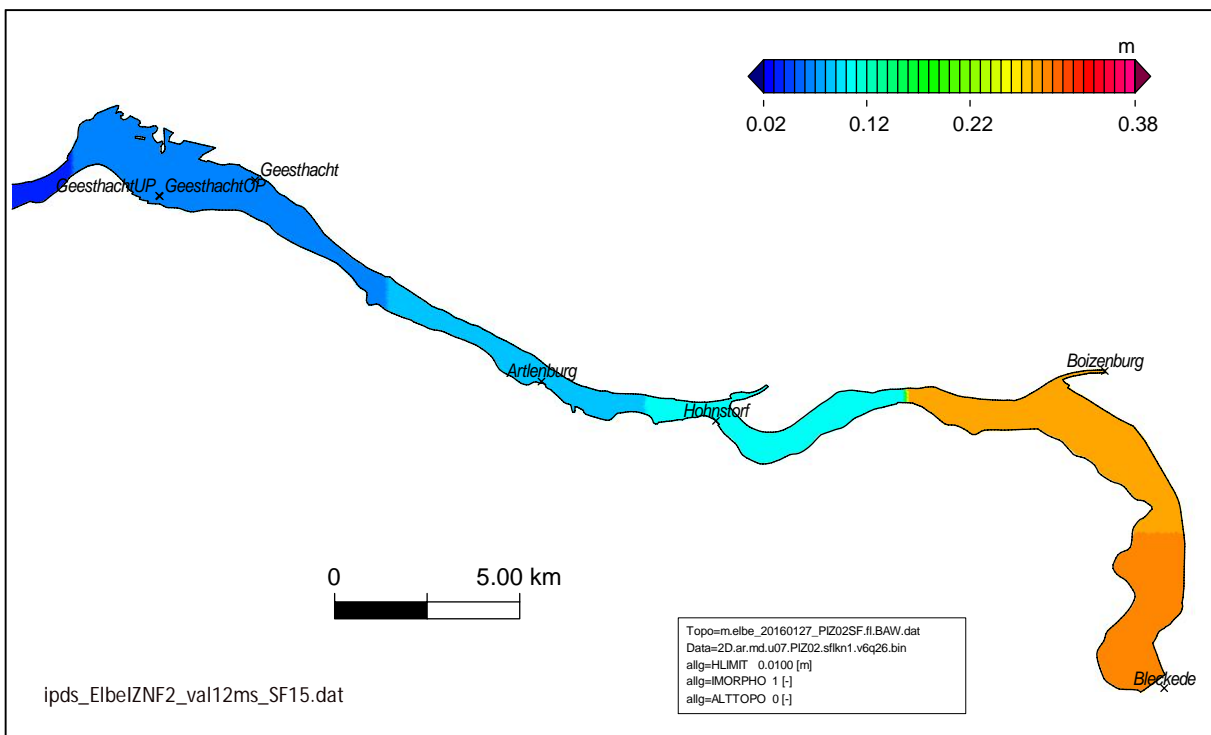 m
0.02 0.12 0.22 0.38
Geesthacht
GeesthachtUP GeesthachtOP
Boizenburg
Artlenburg
Hohnstorf
0 5.00 km
Topo=m.elbe_20160127_PIZ02SF.fl.BAW.dat
Data=2D.ar.md.u07.PIZ02.sflkn1.v6q26.bin
allg=HLIMIT 0.0100 [m]
allg=IMORPHO 1 [-]
allg=ALTTOPO 0 [-]
Bleckede
ipds_ElbeIZNF2_val12ms_SF15.dat